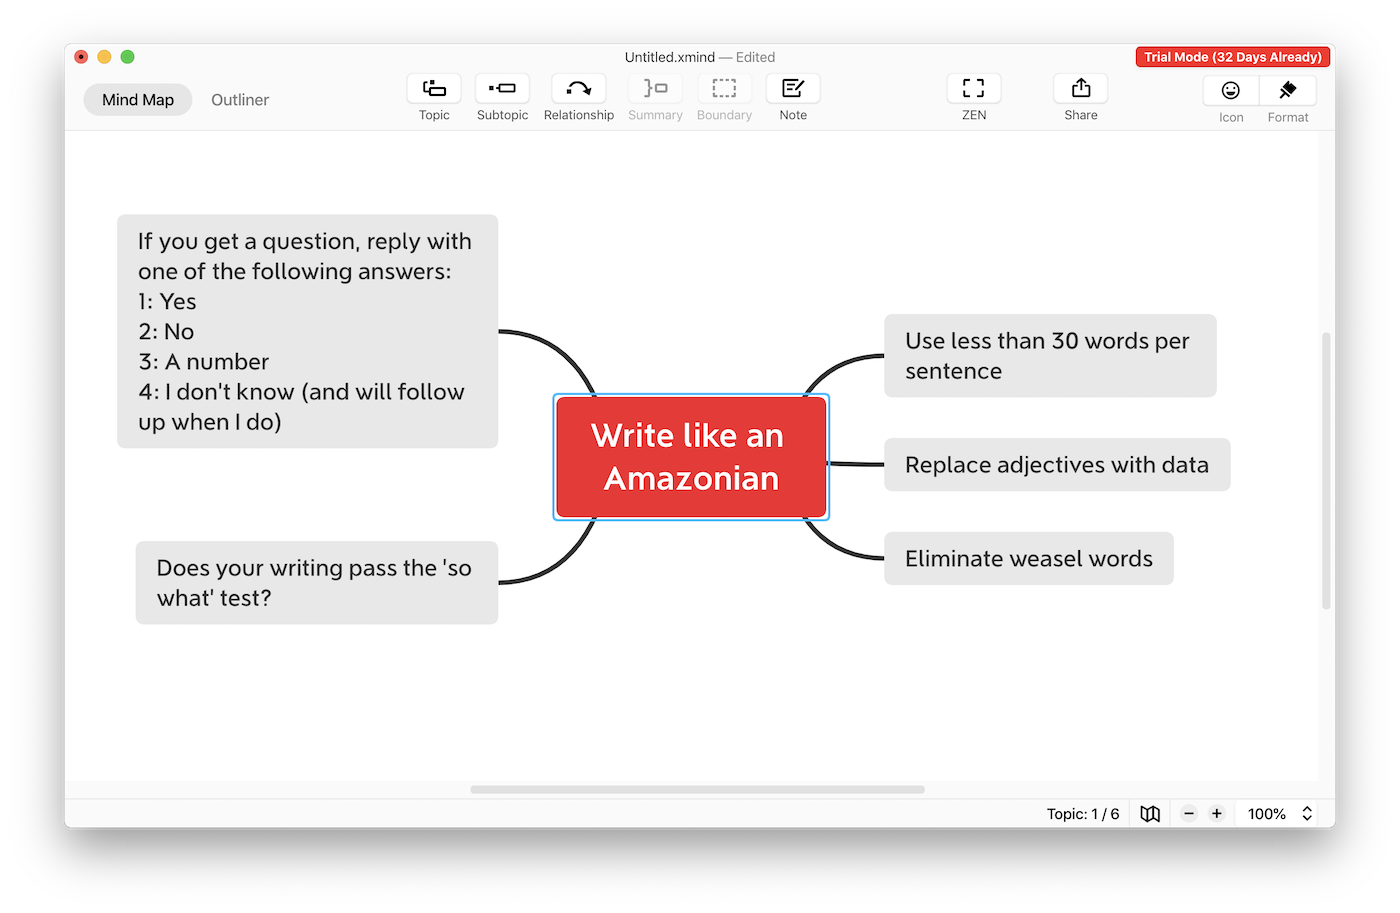 Untitled.xmind — Edited
Trial Mode (32 Days Already)
Mind Map
Outliner
Topic
Subtopic
Relationship
Summary
Boundary
Note
ZEN
Share
Icon
Format
If you get a question, reply with
one of the following answers:
1: Yes
2: No
3: A number
4: I don't know (and will follow
up when I do)
Does your writing pass the 'so
what' test?
Write like an
Amazonian
Use less than 30 words per
sentence
Replace adjectives with data
Eliminate weasel words
Topic: 1 / 6
100%